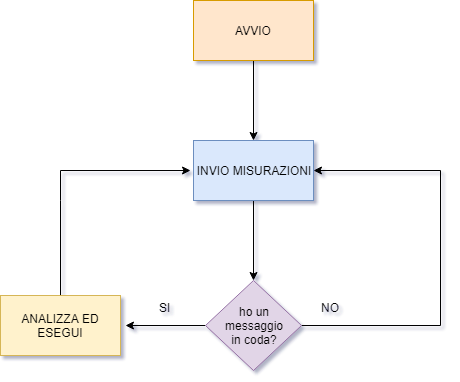 AVVIO
INVIO MISURAZIONI
SI
ho un
messaggio
in coda?
NO
ANALIZZA ED
ESEGUI